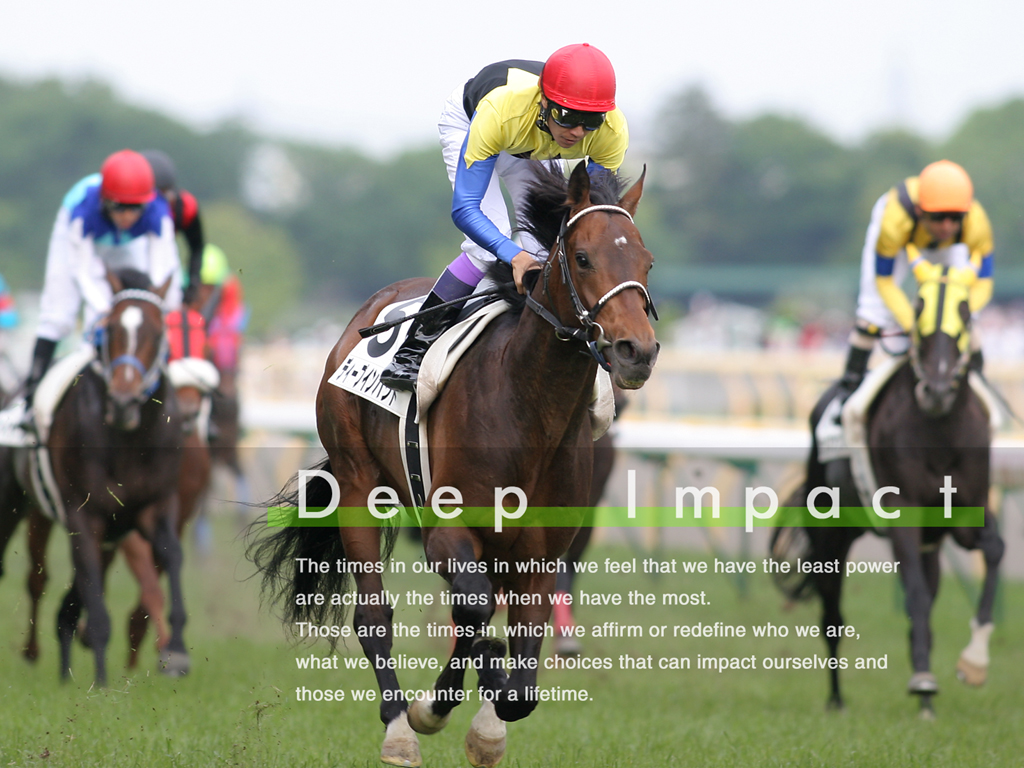 ディープインパクト
Deep Impact
The times in our lives in which we feel that we have the least power
are actually the times when we have the most.
Those are the times in which we affirm or redefine who we are,
what we believe, and make choices that can impact ourselves and
those we encounter for a lifetime.